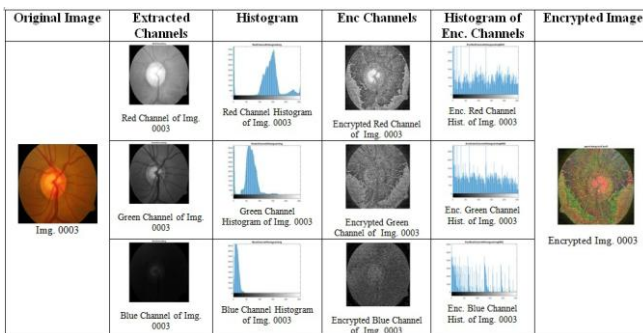 Original Image
Extracted
Channels
Histogram
Enc Channels
Histogram of
Enc. Channels
Encrypted Image
Red Channel of Img.
0003
Red Channel Histogram
of Img. 0003
Encrypted Red Channel
of Img. 0003
Enc. Red Channel
Hist. of Img. 0003
Img. 0003
Green Channel of Img.
0003
Green Channel
Histogram of Img. 0003
Encrypted Green
Channel of Img. 0003
Enc. Green Channel
Hist. of Img. 0003
Encrypted Img. 0003
Blue Channel of Img.
0003
Blue Channel Histogram
of Img. 0003
Encrypted Blue Channel
of Img. 0003
Enc. Blue Channel
Hist. of Img. 0003